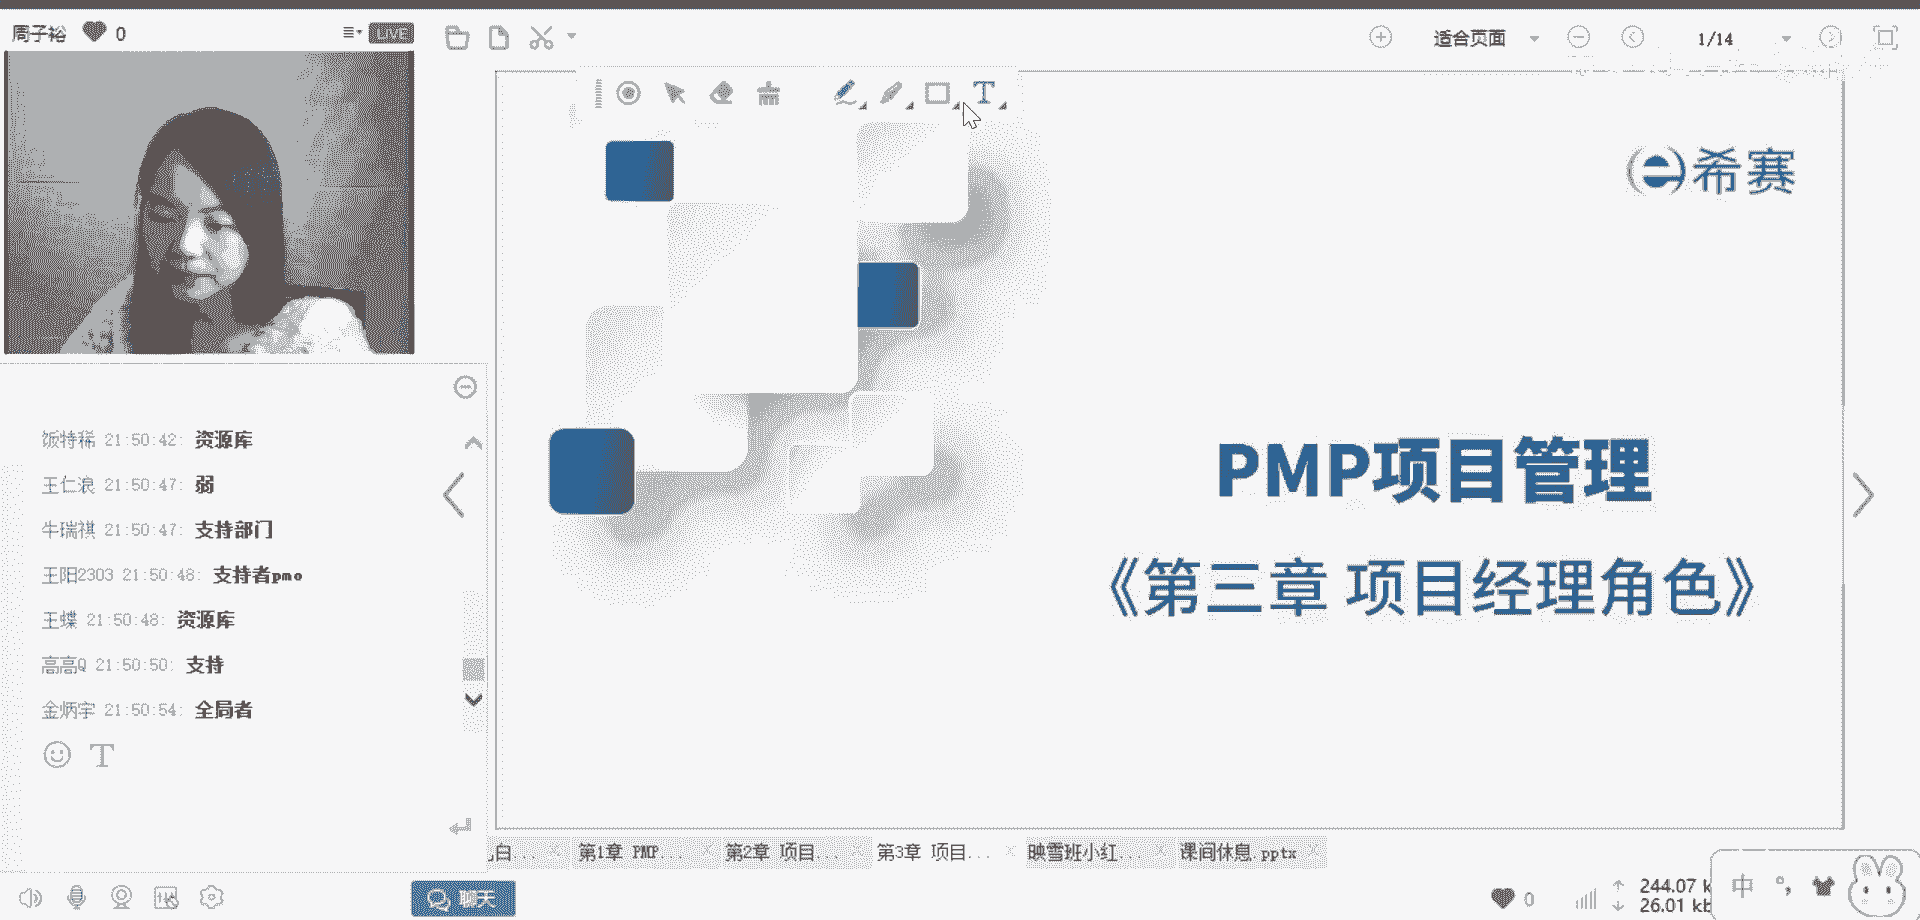 周子裕 0 LIVE
适合页面 1/14
希赛
PMP项目管理
《第三章 项目经理角色》
饭特稀 21:50:42: 资源库
王仁浪 21:50:47: 弱
牛瑞祺 21:50:47: 支持部门
王阳2303 21:50:48: 支持者pmo
王蝶 21:50:48: 资源库
高高Q 21:50:50: 支持
金炳宇 21:50:54: 全局者
T
白... 第1章 PMP... 第2章 项目... 第3章 项目... 映雪班小红... 课间休息.pptx
聊天
0
244.07 k
26.01 kb
中